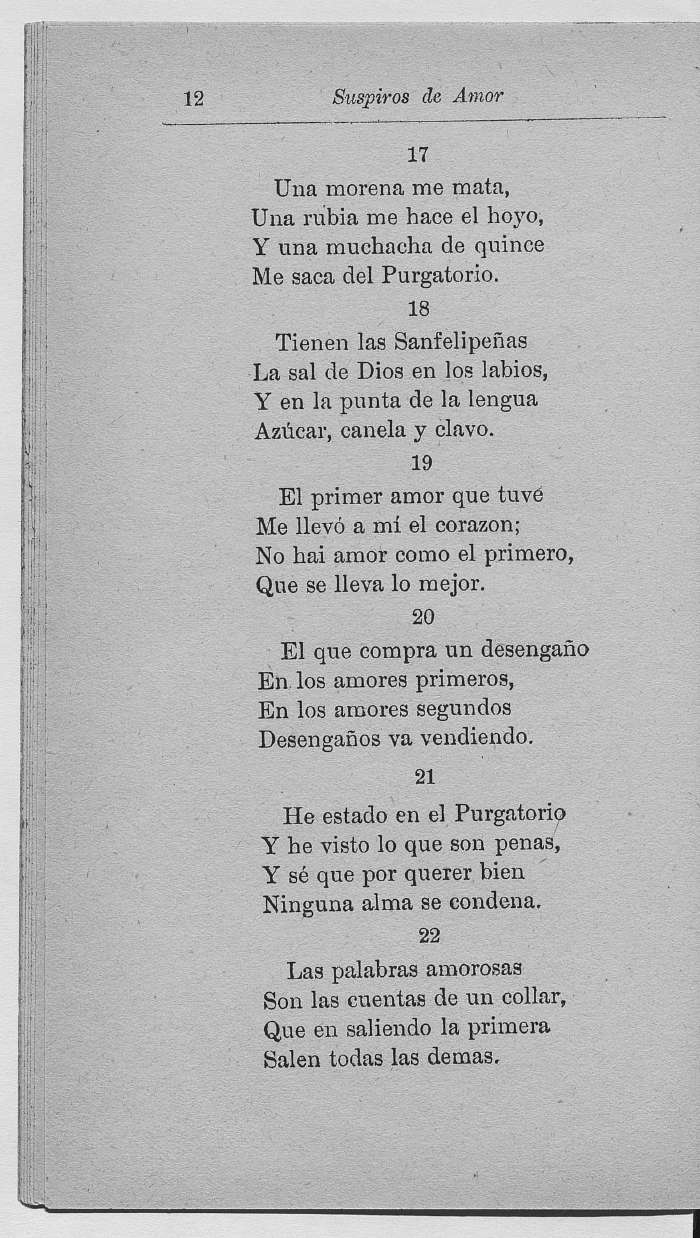 12 Suspiros de Amor
17
Una morena me mata,
Una rubia me hace el hoyo,
Y una muchacha de quince
Me saca del Purgatorio.
18
Tienen las Sanfelipeñas
La sal de Dios en los labios,
Y en la punta de la lengua
Azúcar, canela y clavo.
19
El primer amor que tuve
Me llevó a mí el corazon;
No hai amor como el primero,
Que se lleva lo mejor.
20
El que compra un desengaño
En los amores primeros,
En los amores segundos
Desengaños va vendiendo.
21
He estado en el Purgatorio
Y he visto lo que son penas,
Y sé que por querer bien
Ninguna alma se condena.
22
Las palabras amorosas
Son las cuentas de un collar,
Que en saliendo la primera
Salen todas las demas.